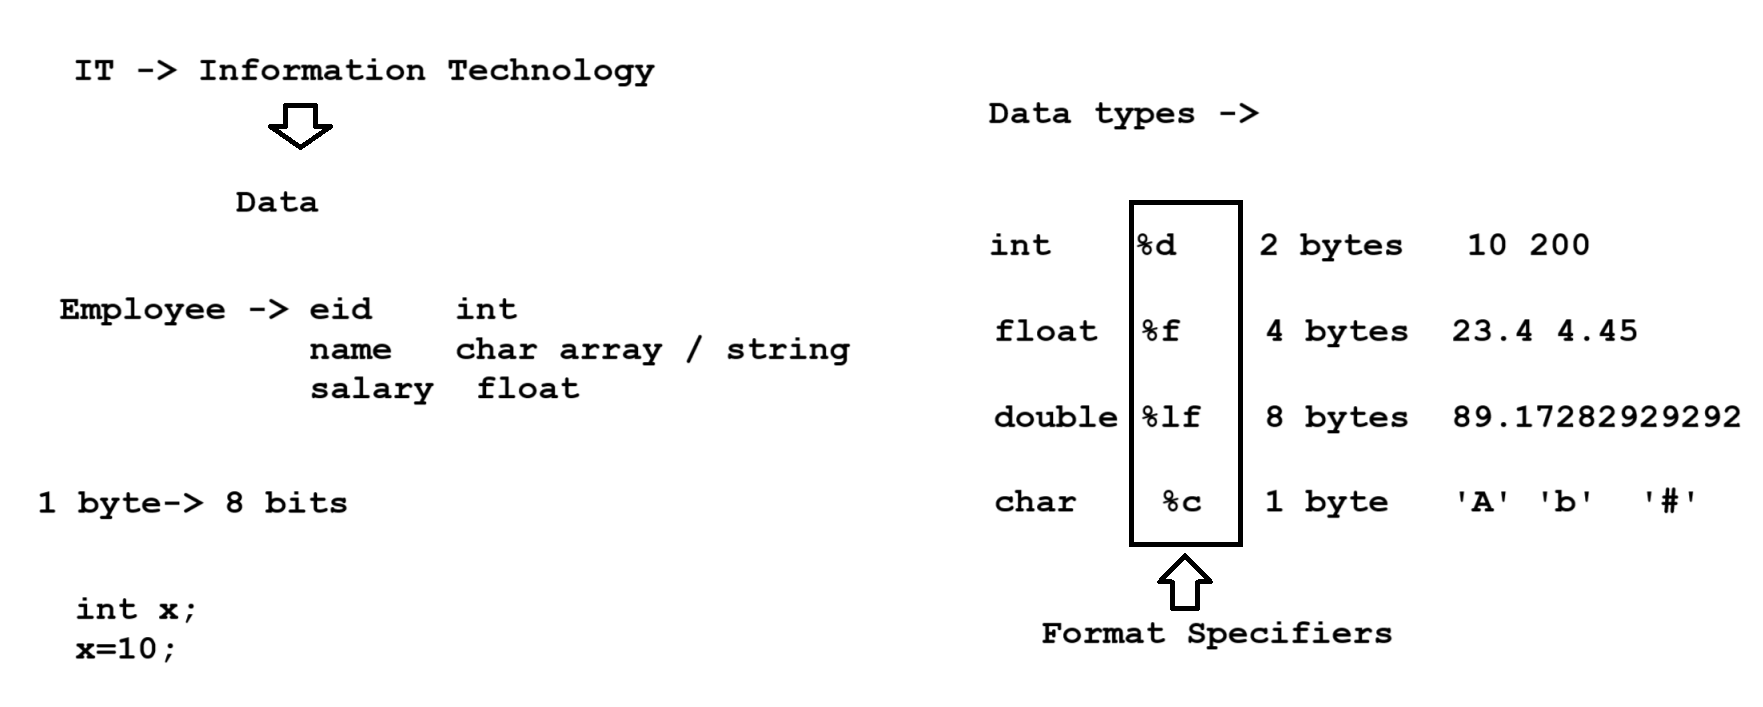 IT -> Information Technology
Data
Employee -> eid int
name char array / string
salary float
1 byte-> 8 bits
int x;
x=10;
Data types ->
int %d 2 bytes 10 200
float %f 4 bytes 23.4 4.45
double %lf 8 bytes 89.17282929292
char %c 1 byte 'A' 'b' '#'
Format Specifiers